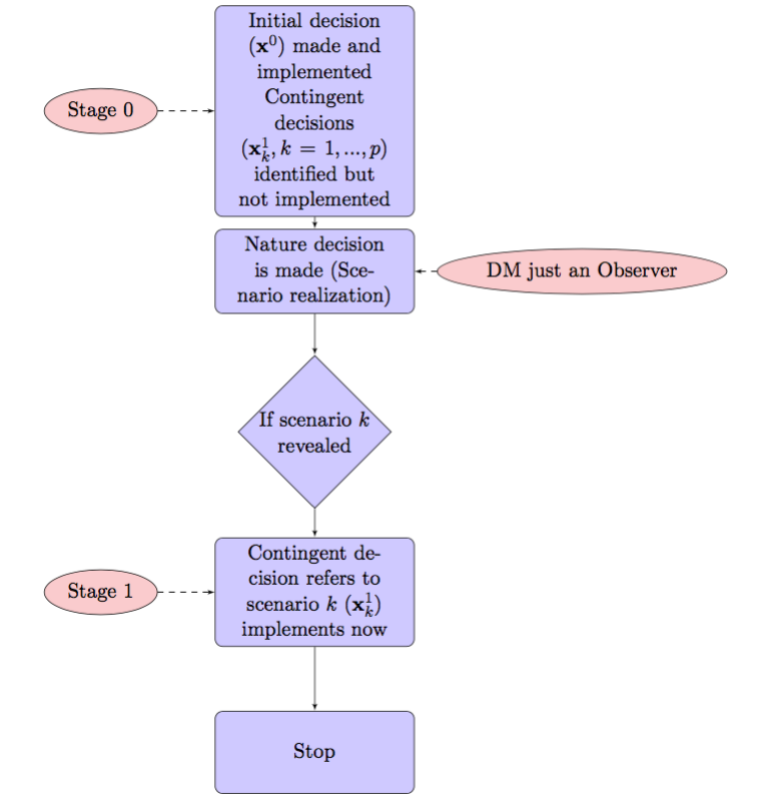 Initial decision
(x⁰) made and
implemented
Contingent
decisions
(x¹ₖ, k = 1, ..., p)
identified but
not implemented
Stage 0
Nature decision
is made (Sce-
nario realization)
DM just an Observer
If scenario k
revealed
Contingent de-
cision refers to
scenario k (x¹ₖ)
implements now
Stage 1
Stop